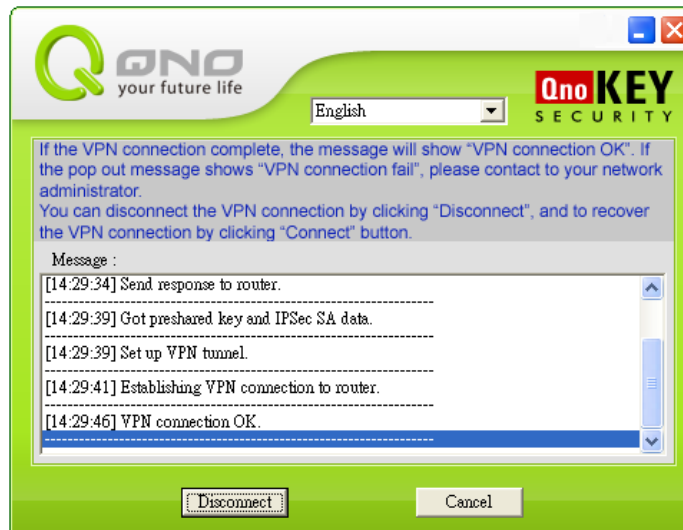 QNO
your future life
English
Qno KEY
SECURITY
If the VPN connection complete, the message will show “VPN connection OK”. If
the pop out message shows “VPN connection fail”, please contact to your network
administrator.
You can disconnect the VPN connection by clicking “Disconnect”, and to recover
the VPN connection by clicking “Connect” button.
Message :
[14:29:34] Send response to router.
--------------------------------------------------------------------------------
[14:29:39] Got preshared key and IPSec SA data.
--------------------------------------------------------------------------------
[14:29:39] Set up VPN tunnel.
--------------------------------------------------------------------------------
[14:29:41] Establishing VPN connection to router.
--------------------------------------------------------------------------------
[14:29:46] VPN connection OK.
--------------------------------------------------------------------------------
Disconnect
Cancel